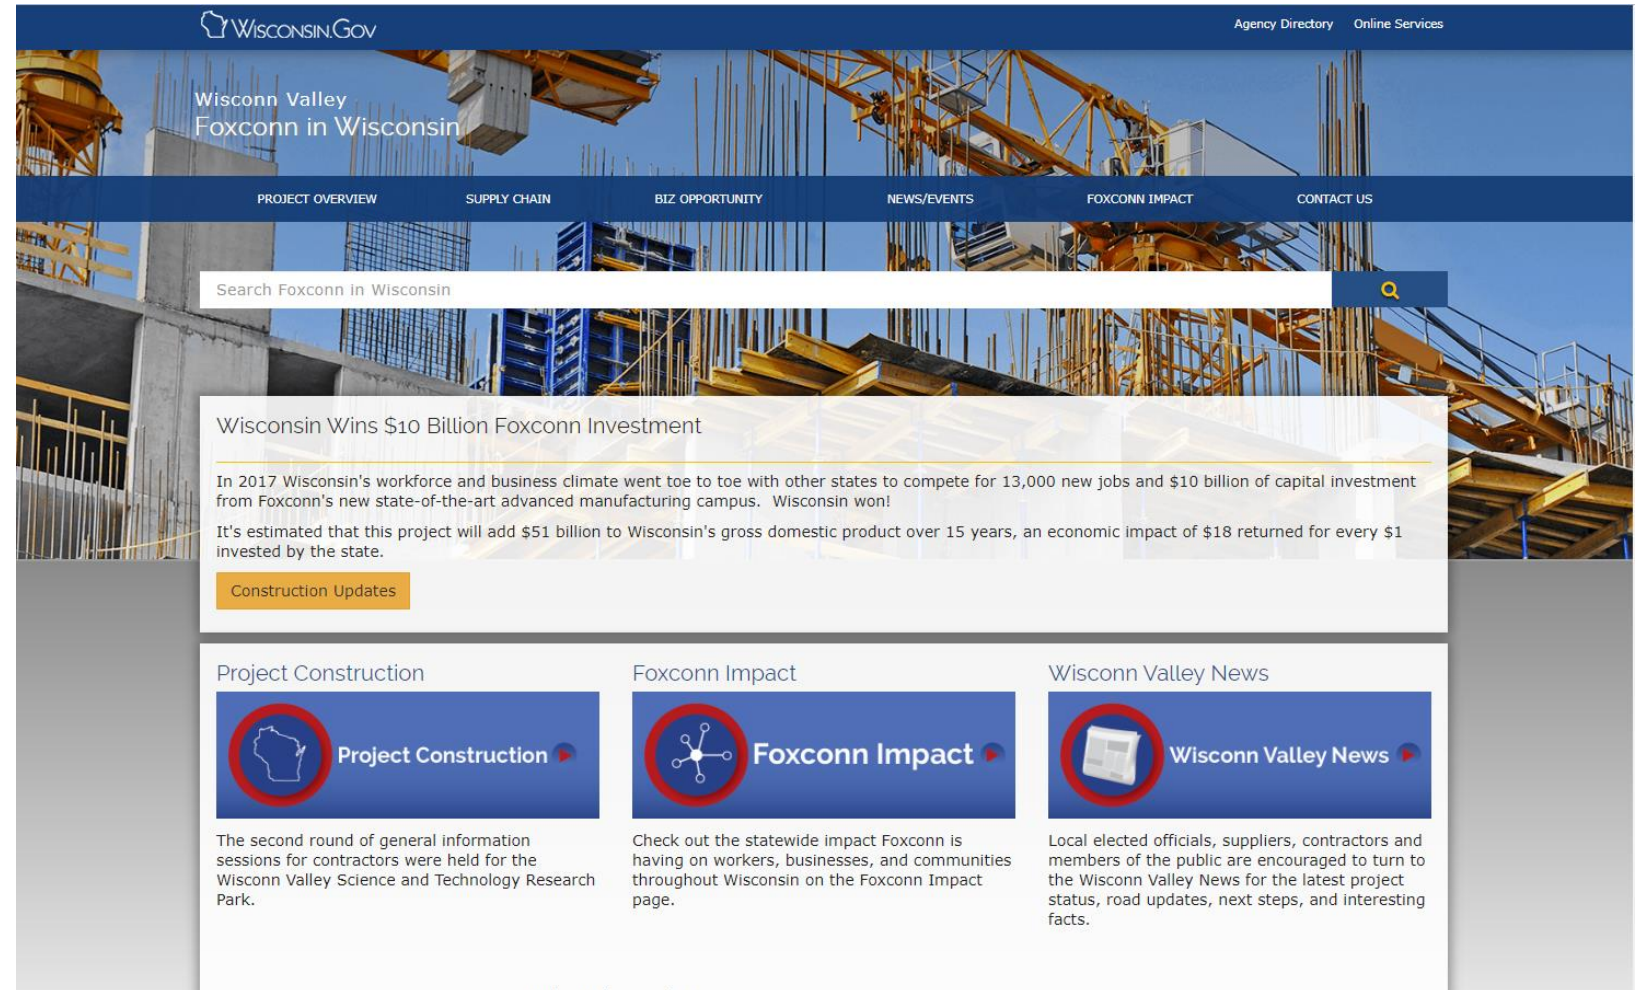 WISCONSIN.GOV
Agency Directory Online Services
Wisconn Valley
Foxconn in Wisconsin
PROJECT OVERVIEW SUPPLY CHAIN BIZ OPPORTUNITY NEWS/EVENTS FOXCONN IMPACT CONTACT US
Search Foxconn in Wisconsin
Wisconsin Wins $10 Billion Foxconn Investment
In 2017 Wisconsin's workforce and business climate went toe to toe with other states to compete for 13,000 new jobs and $10 billion of capital investment
from Foxconn's new state-of-the-art advanced manufacturing campus. Wisconsin won!
It's estimated that this project will add $51 billion to Wisconsin's gross domestic product over 15 years, an economic impact of $18 returned for every $1
invested by the state.
Construction Updates
Project Construction
Project Construction
The second round of general information
sessions for contractors were held for the
Wisconn Valley Science and Technology Research
Park.
Foxconn Impact
Foxconn Impact
Check out the statewide impact Foxconn is
having on workers, businesses, and communities
throughout Wisconsin on the Foxconn Impact
page.
Wisconn Valley News
Wisconn Valley News
Local elected officials, suppliers, contractors and
members of the public are encouraged to turn to
the Wisconn Valley News for the latest project
status, road updates, next steps, and interesting
facts.